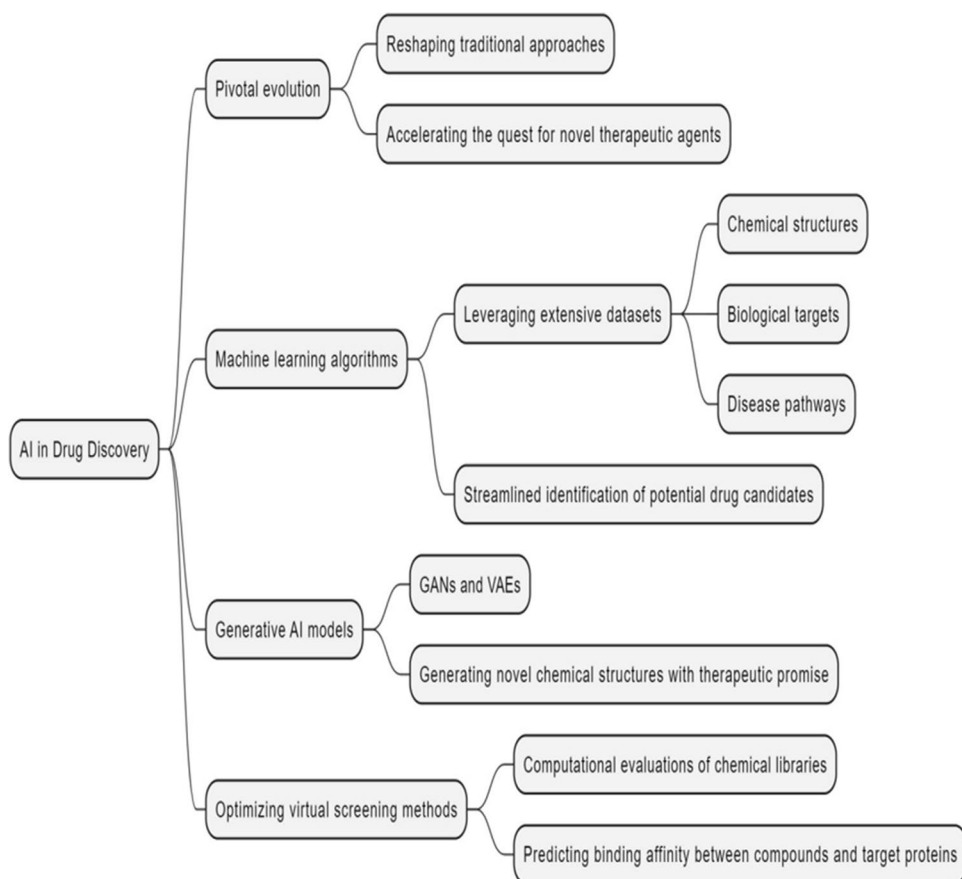 AI in Drug Discovery
Pivotal evolution
Reshaping traditional approaches
Accelerating the quest for novel therapeutic agents
Machine learning algorithms
Leveraging extensive datasets
Chemical structures
Biological targets
Disease pathways
Streamlined identification of potential drug candidates
Generative AI models
GANs and VAEs
Generating novel chemical structures with therapeutic promise
Optimizing virtual screening methods
Computational evaluations of chemical libraries
Predicting binding affinity between compounds and target proteins